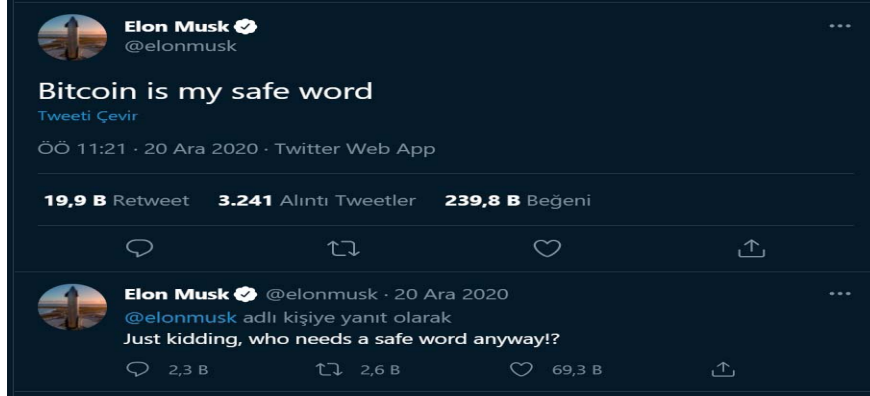 Elon Musk
@elonmusk
Bitcoin is my safe word
Tweeti Çevir
ÖÖ 11:21 · 20 Ara 2020 · Twitter Web App
19,9 B Retweet 3.241 Alıntı Tweetler 239,8 B Beğeni
Elon Musk @elonmusk · 20 Ara 2020
@elonmusk adlı kişiye yanıt olarak
Just kidding, who needs a safe word anyway!?
2,3 B 2,6 B 69,3 B